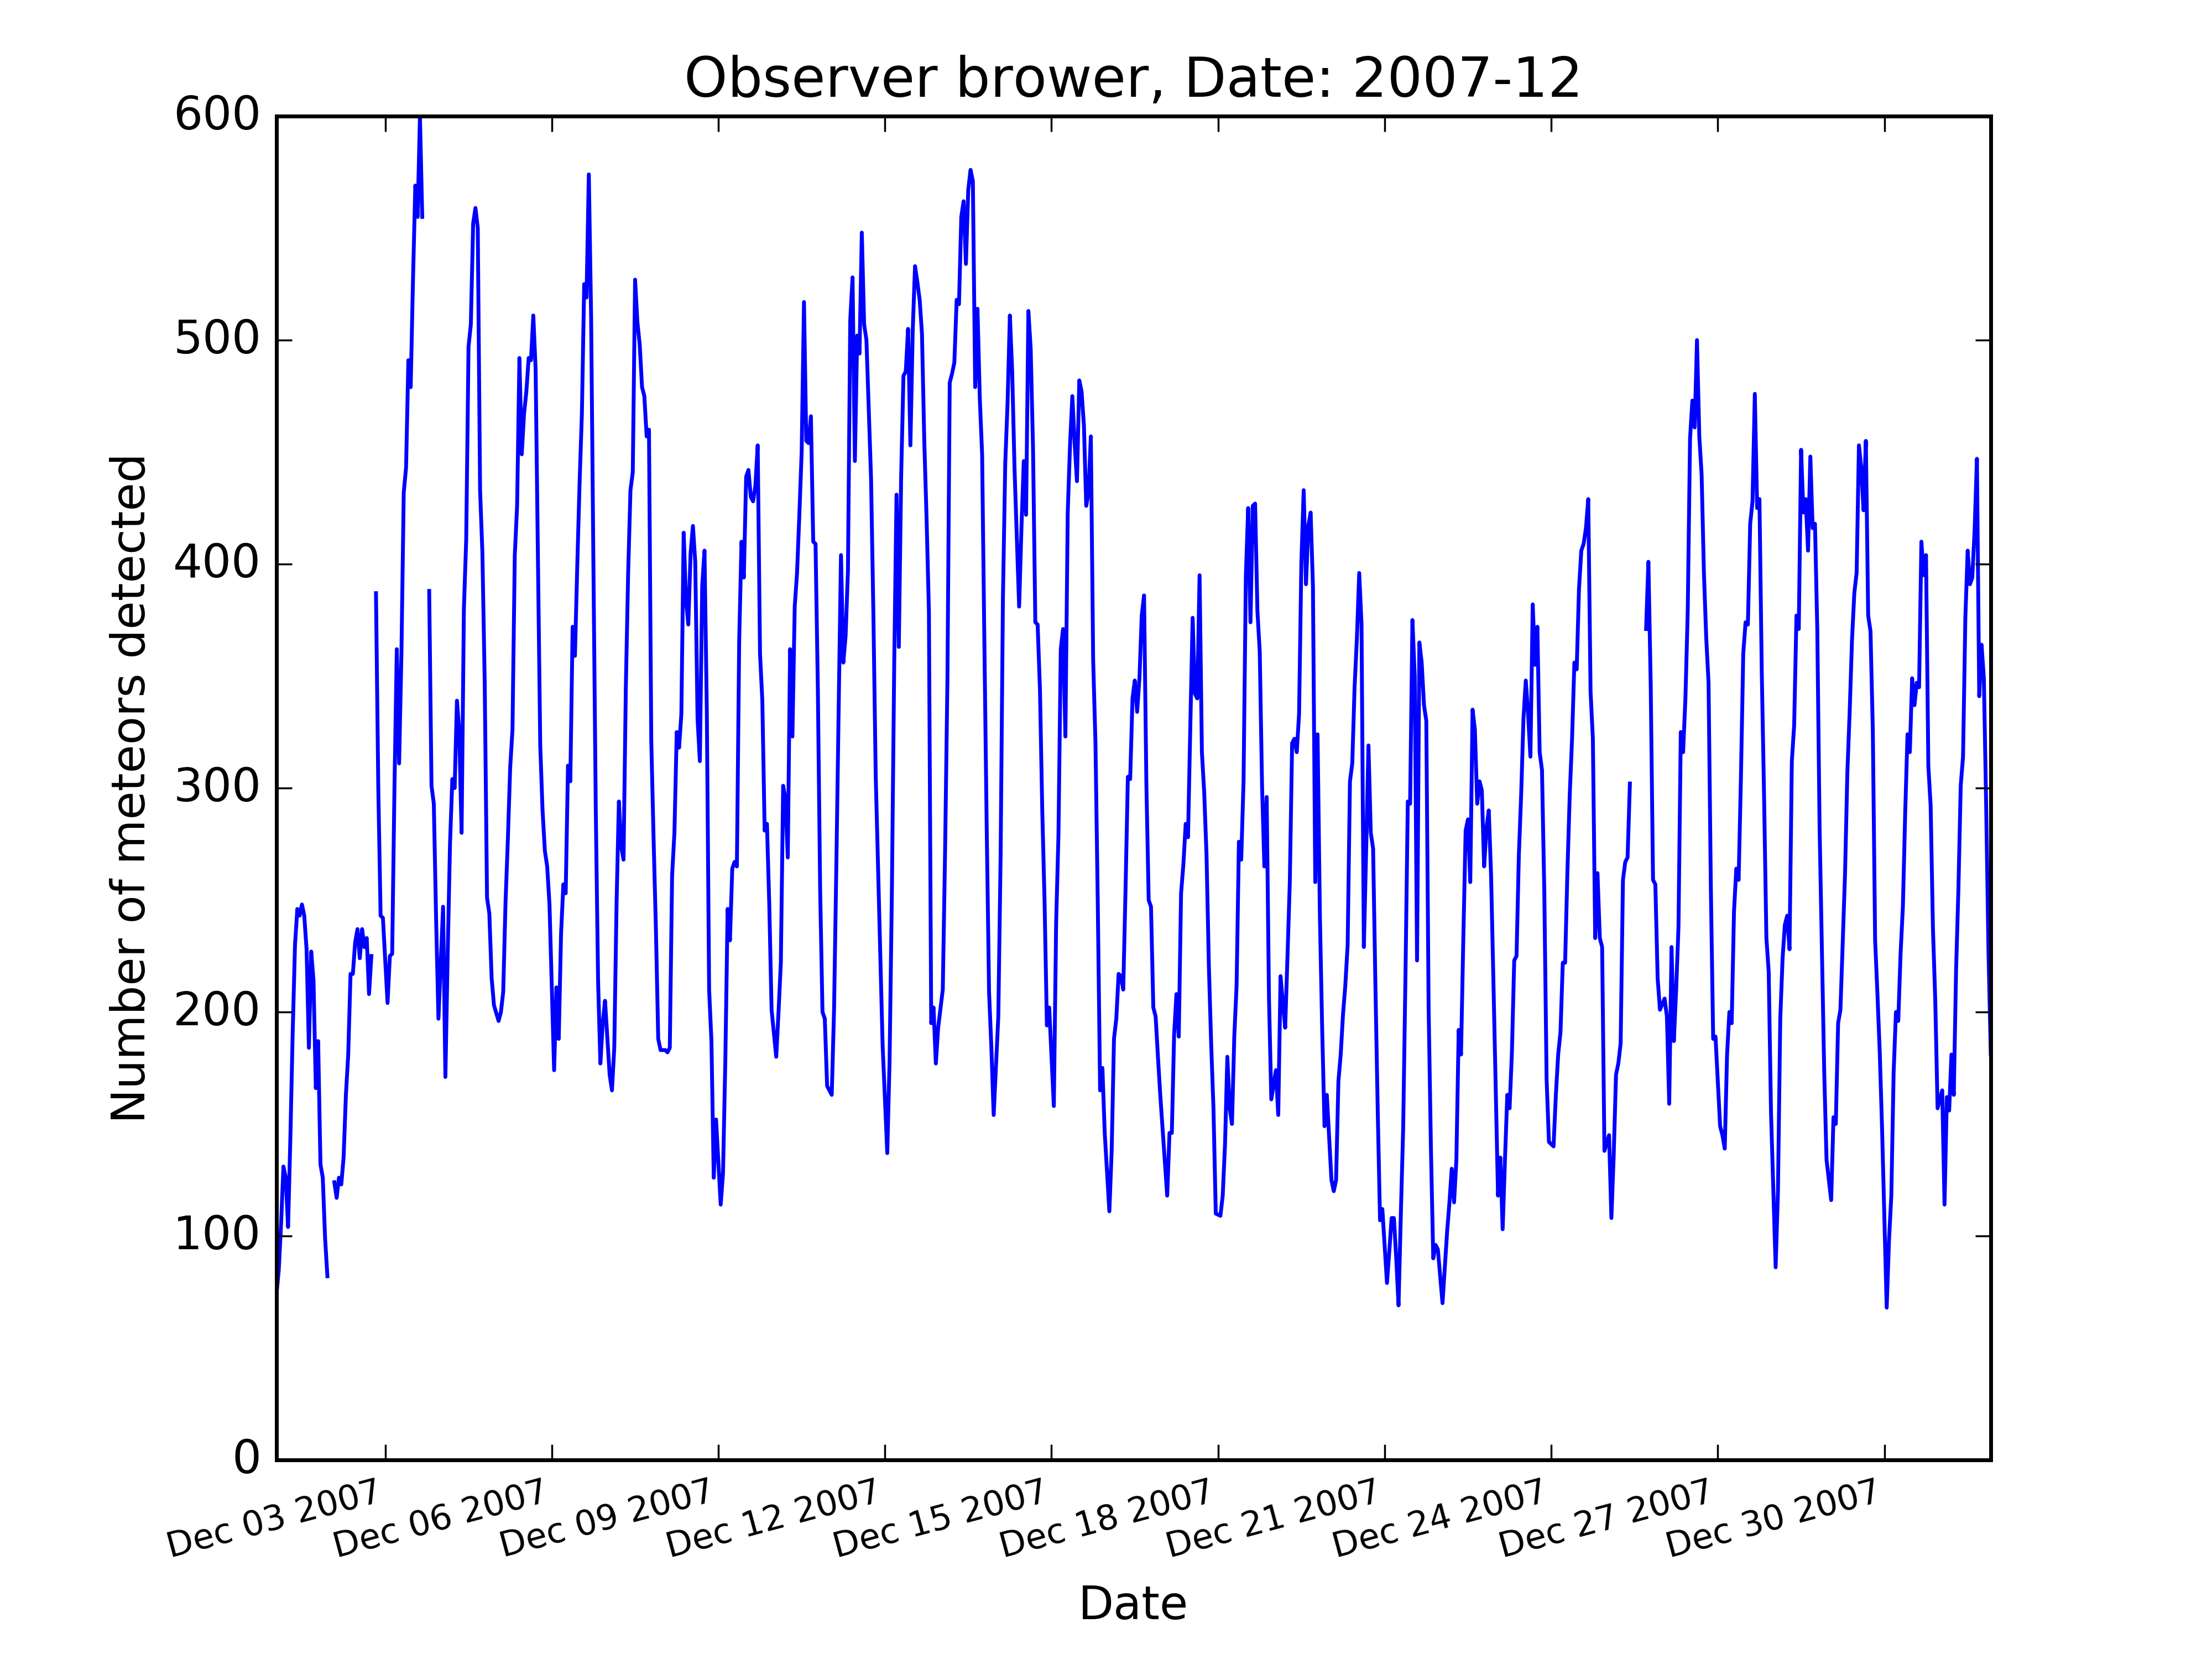 Observer brower, Date: 2007-12
600
500
400
300
200
100
0
Number of meteors detected
Dec 03 2007
Dec 06 2007
Dec 09 2007
Dec 12 2007
Dec 15 2007
Dec 18 2007
Dec 21 2007
Dec 24 2007
Dec 27 2007
Dec 30 2007
Date